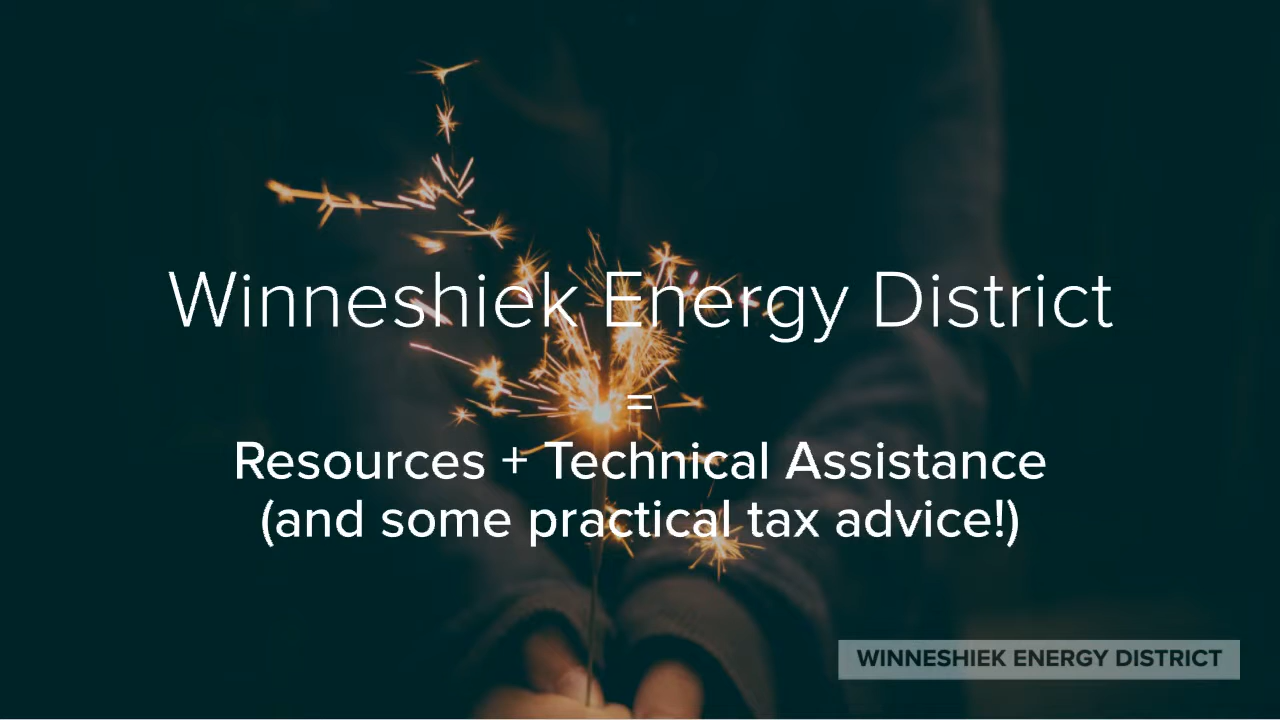 Winneshiek Energy District
=
Resources + Technical Assistance
(and some practical tax advice!)
WINNESHIEK ENERGY DISTRICT